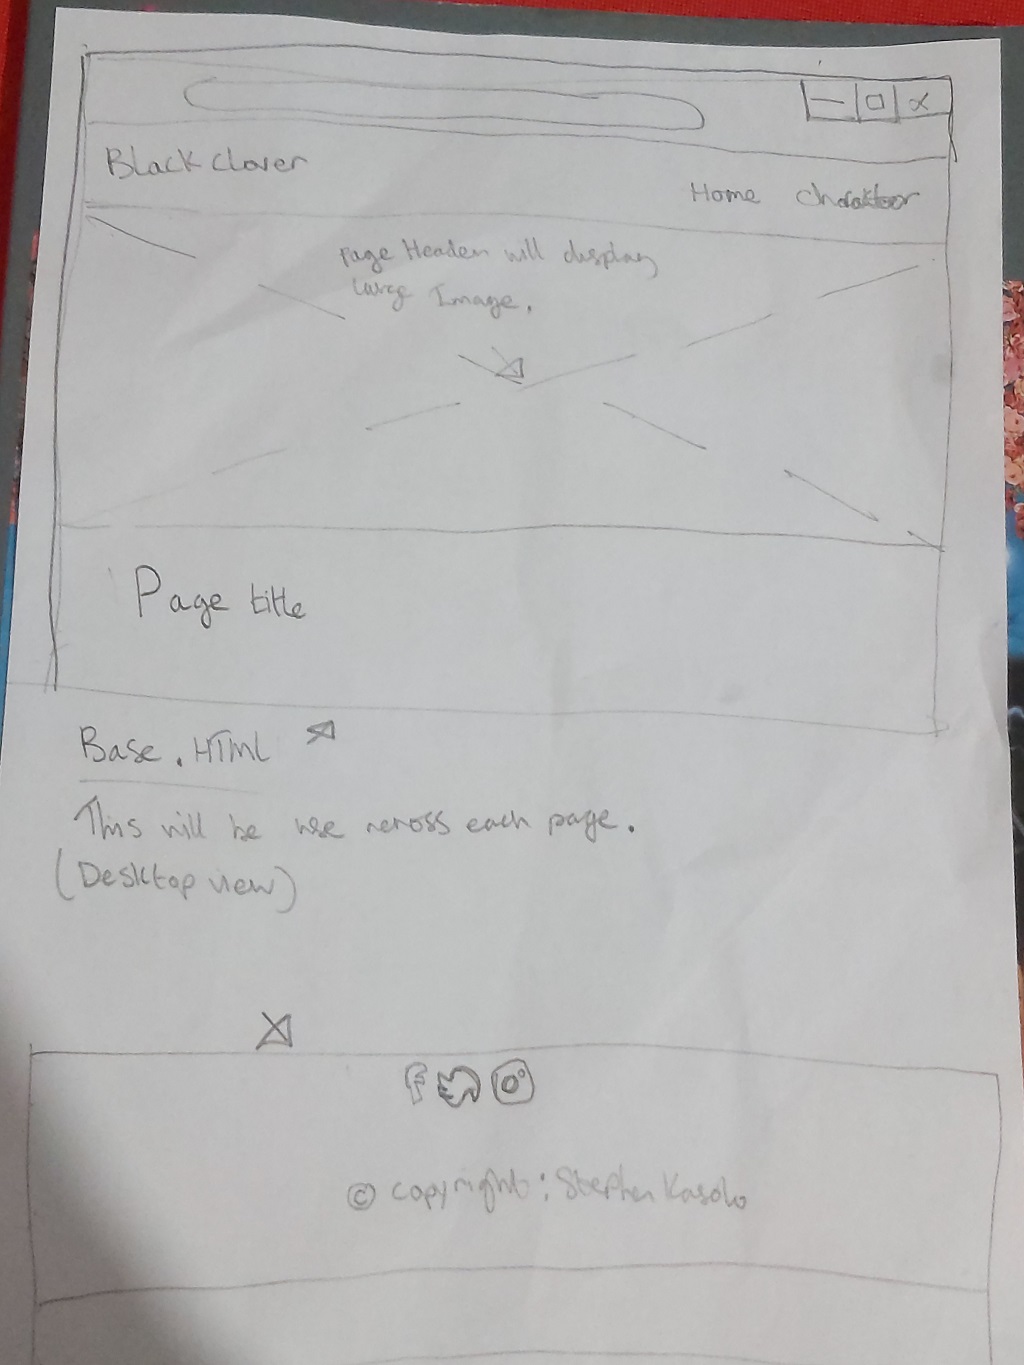 Black clover
Home Charakter
Page Header will display
Large Image.
Page title
Base.HTML
This will be use across each page.
(Desktop view)
© copyright: Stephen Kasolo